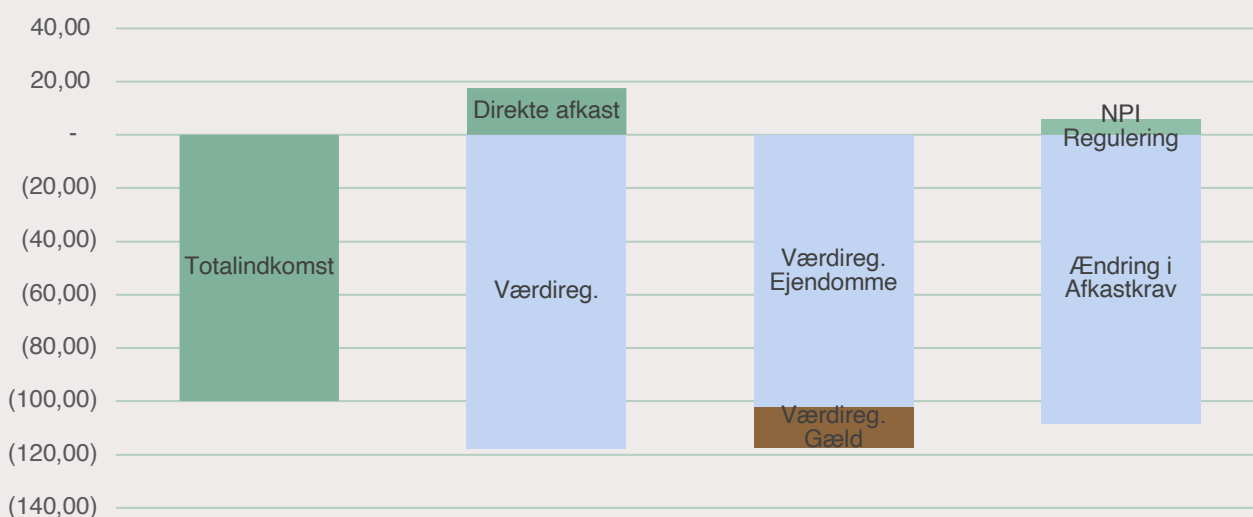 40,00
20,00
-
(20,00)
(40,00)
(60,00)
(80,00)
(100,00)
(120,00)
(140,00)
Totalindkomst
Direkte afkast
Værdireg.
Værdireg.
Ejendomme
Værdireg.
Gæld
NPI
Regulering
Ændring i
Afkastkrav